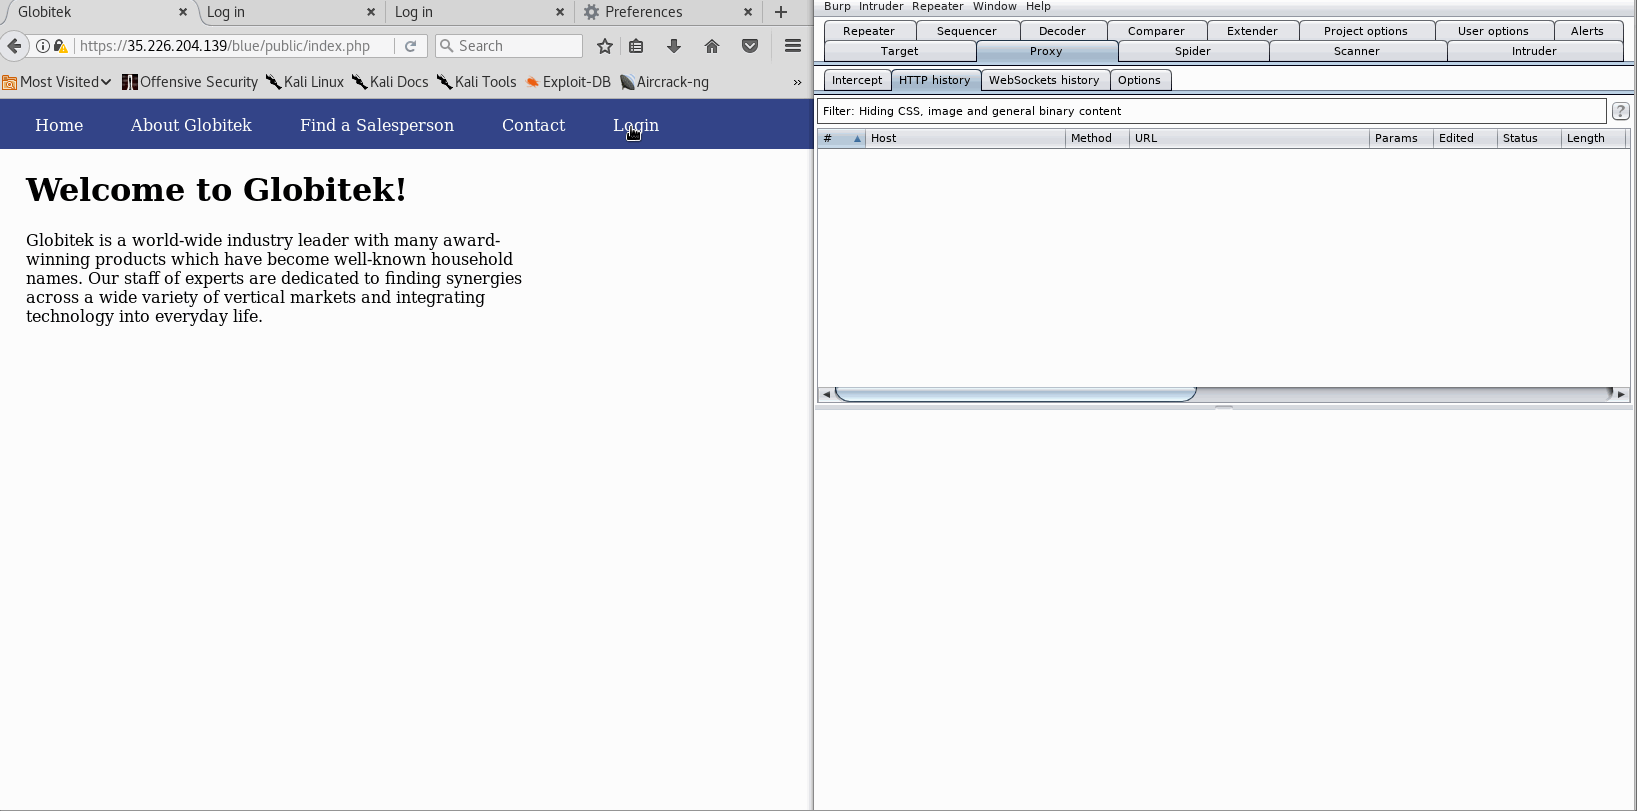 Globitek
Log in
Log in
Preferences
https://35.226.204.139/blue/public/index.php
Search
Most Visited
Offensive Security
Kali Linux
Kali Docs
Kali Tools
Exploit-DB
Aircrack-ng
Home
About Globitek
Find a Salesperson
Contact
Login
Welcome to Globitek!
Globitek is a world-wide industry leader with many award-
winning products which have become well-known household
names. Our staff of experts are dedicated to finding synergies
across a wide variety of vertical markets and integrating
technology into everyday life.
Burp Intruder Repeater Window Help
Repeater Sequencer Decoder Comparer Extender Project options User options Alerts
Target Proxy Spider Scanner Intruder
Intercept HTTP history WebSockets history Options
Filter: Hiding CSS, image and general binary content
?
# Host Method URL Params Edited Status Length